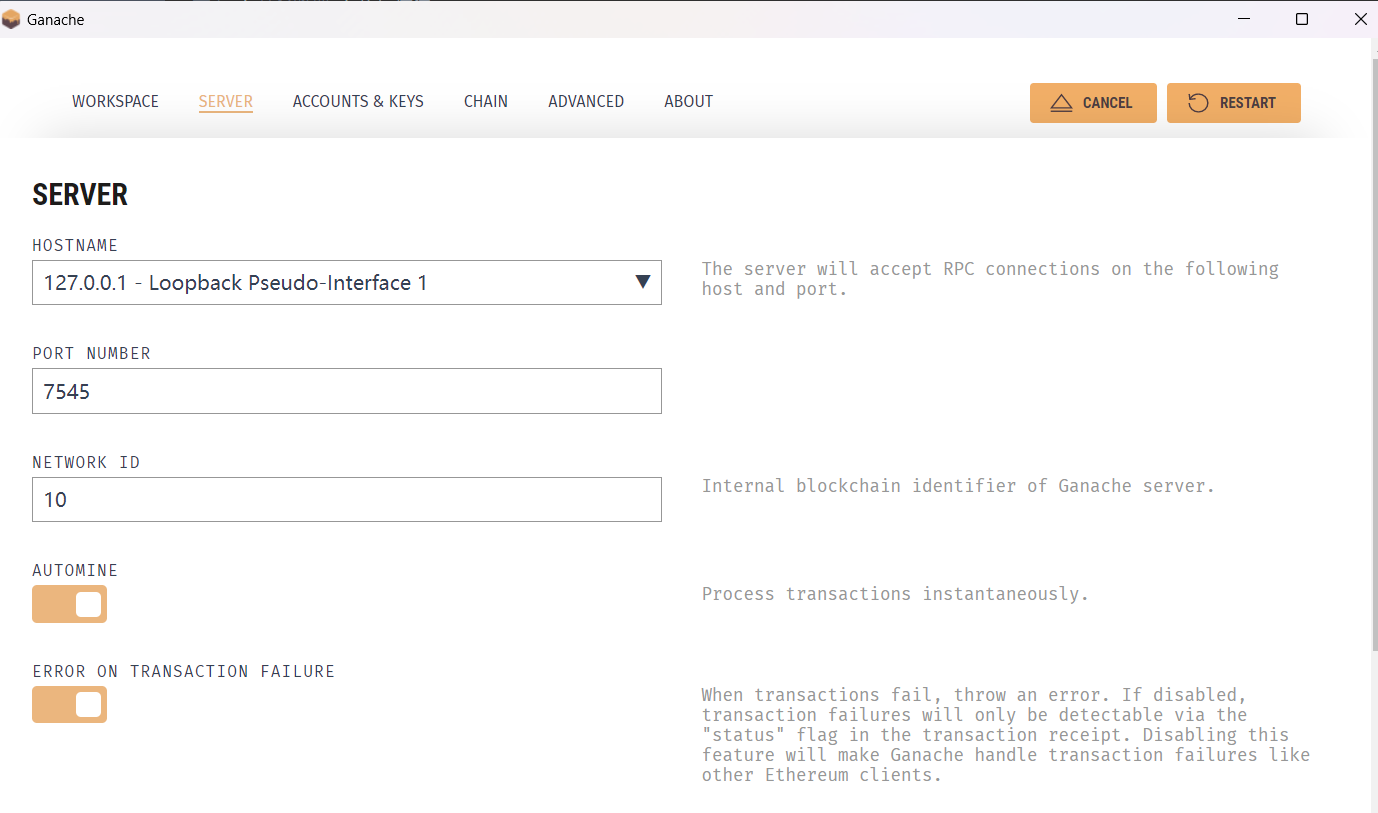 Ganache
WORKSPACE SERVER ACCOUNTS & KEYS CHAIN ADVANCED ABOUT CANCEL RESTART
SERVER
HOSTNAME
127.0.0.1 - Loopback Pseudo-Interface 1
The server will accept RPC connections on the following
host and port.
PORT NUMBER
7545
NETWORK ID
10
Internal blockchain identifier of Ganache server.
AUTOMINE
Process transactions instantaneously.
ERROR ON TRANSACTION FAILURE
When transactions fail, throw an error. If disabled,
transaction failures will only be detectable via the
"status" flag in the transaction receipt. Disabling this
feature will make Ganache handle transaction failures like
other Ethereum clients.